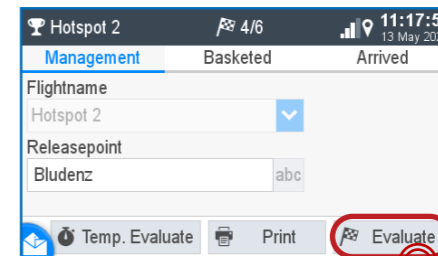 Hotspot 2 4/6 11:17:5
13 May 202
Management Basketed Arrived
Flightname
Hotspot 2
Releasepoint
Bludenz abc
Temp. Evaluate Print Evaluate